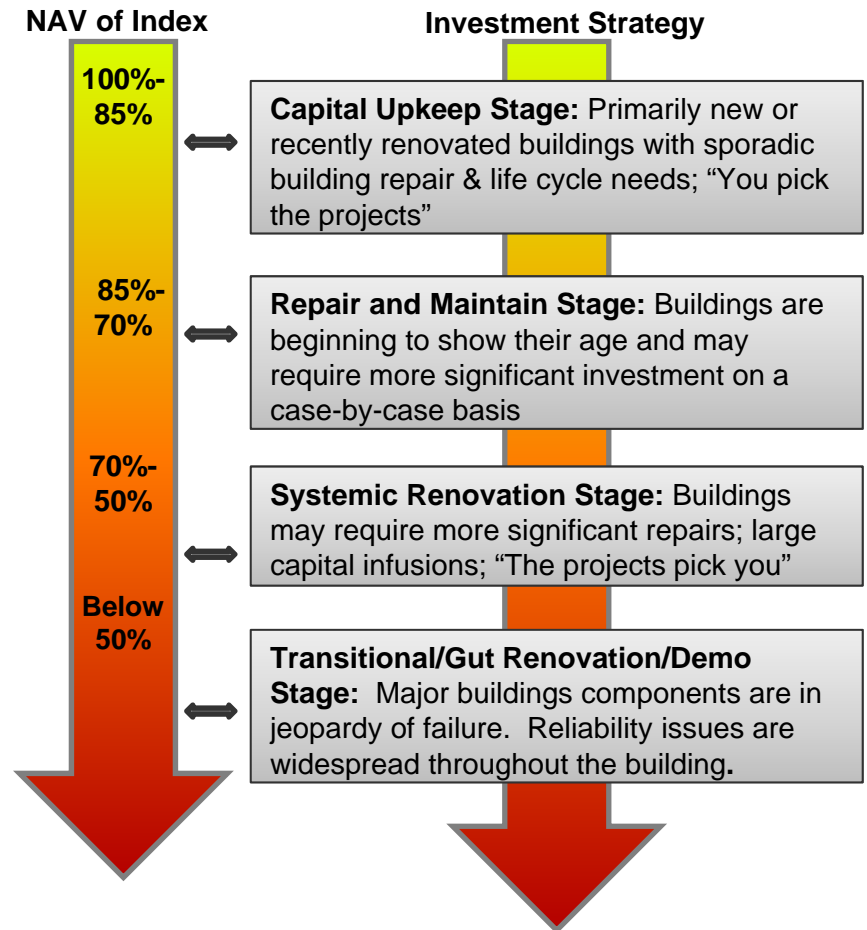 NAV of Index
Investment Strategy
100%-
85%
Capital Upkeep Stage: Primarily new or
recently renovated buildings with sporadic
building repair & life cycle needs; “You pick
the projects”
85%-
70%
Repair and Maintain Stage: Buildings are
beginning to show their age and may
require more significant investment on a
case-by-case basis
70%-
50%
Systemic Renovation Stage: Buildings
may require more significant repairs; large
capital infusions; “The projects pick you”
Below
50%
Transitional/Gut Renovation/Demo
Stage: Major buildings components are in
jeopardy of failure. Reliability issues are
widespread throughout the building.